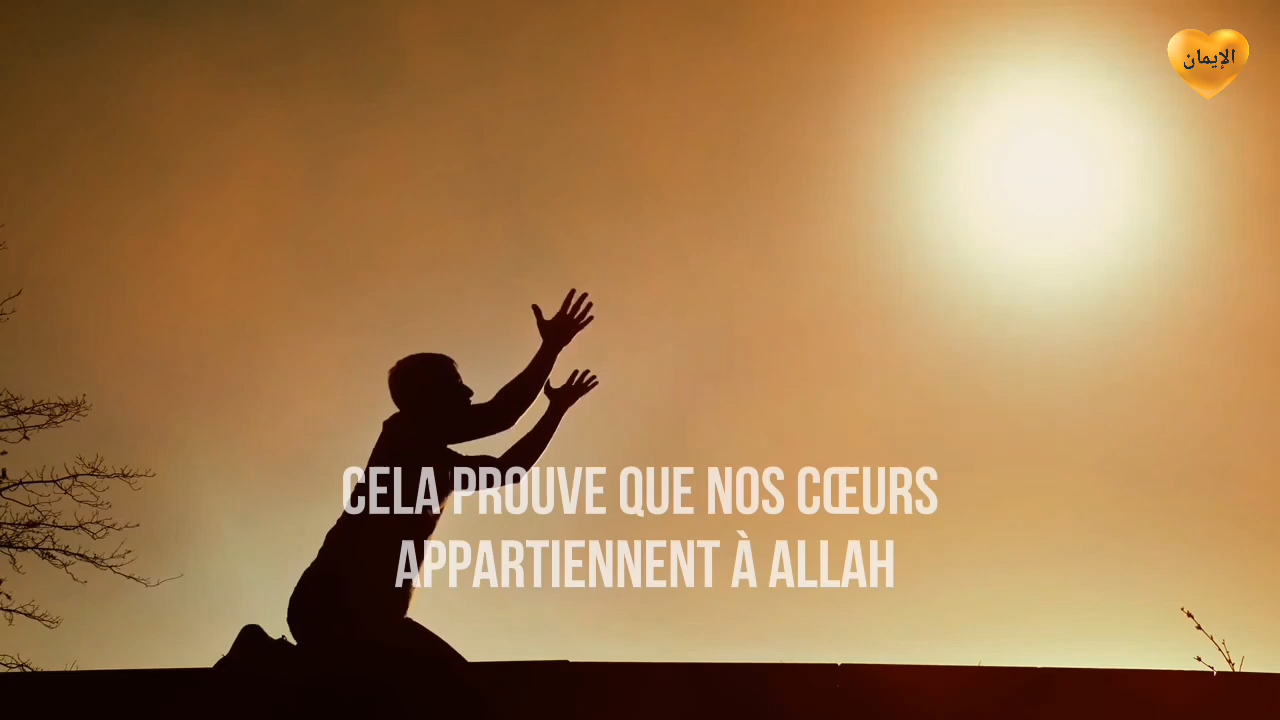 الإيمان
CELA PROUVE QUE NOS CŒURS
APPARTIENNENT À ALLAH